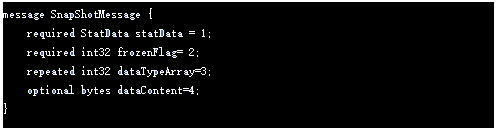 message SnapShotMessage {
    required StatData statData = 1;
    required int32 frozenFlag= 2;
    repeated int32 dataTypeArray=3;
    optional bytes dataContent=4;
}